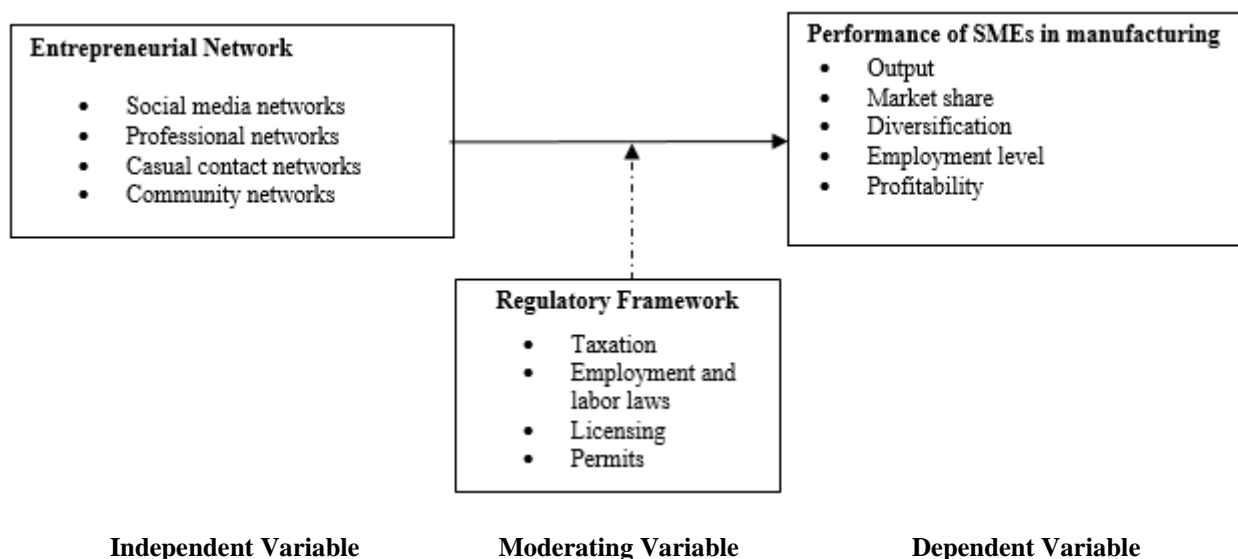 Entrepreneurial Network
• Social media networks
• Professional networks
• Casual contact networks
• Community networks
Performance of SMEs in manufacturing
• Output
• Market share
• Diversification
• Employment level
• Profitability
Regulatory Framework
• Taxation
• Employment and
labor laws
• Licensing
• Permits
Independent Variable
Moderating Variable
Dependent Variable